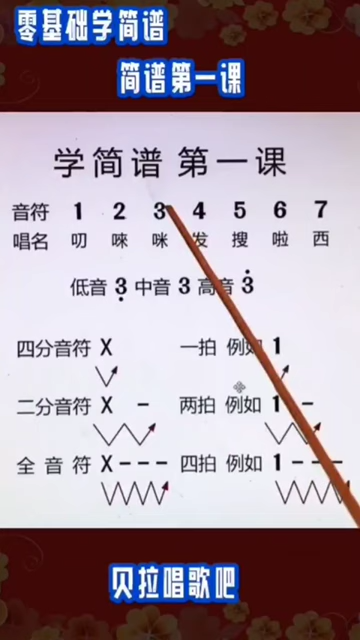 零基础学简谱
简谱第一课
学简谱 第一课
音符 1 2 3 4 5 6 7
唱名 叨 唻 咪 发 搜 啦 西
低音 3̣ 中音 3 高音 3̇
四分音符 X 一拍 例如 1
二分音符 X - 两拍 例如 1 -
全音符 X - - - 四拍 例如 1 - - -
贝拉唱歌吧